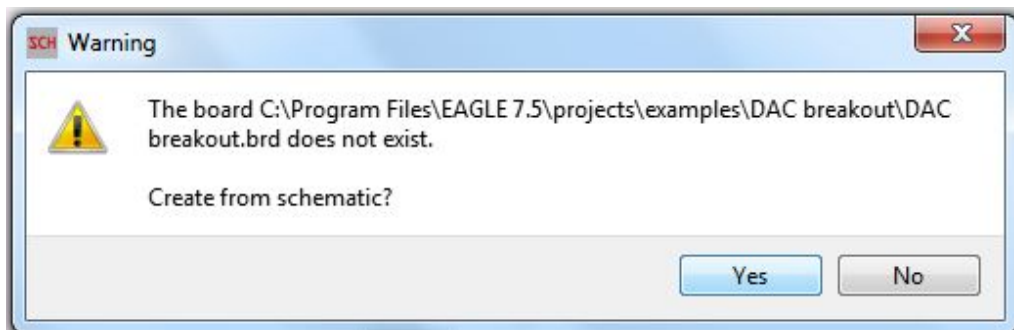 SCH Warning
The board C:\Program Files\EAGLE 7.5\projects\examples\DAC breakout\DAC
breakout.brd does not exist.
Create from schematic?
Yes No